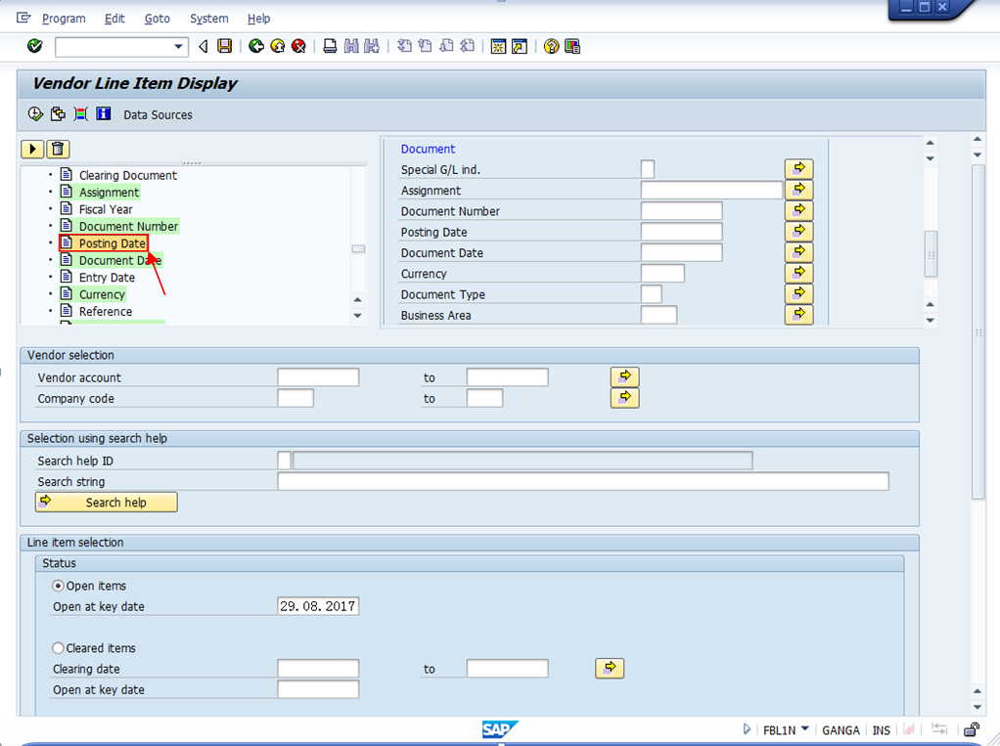 Program Edit Goto System Help
Vendor Line Item Display
Data Sources
Clearing Document
Assignment
Fiscal Year
Document Number
Posting Date
Document Date
Entry Date
Currency
Reference
Document
Special G/L ind.
Assignment
Document Number
Posting Date
Document Date
Currency
Document Type
Business Area
Vendor selection
Vendor account to
Company code to
Selection using search help
Search help ID
Search string
Search help
Line item selection
Status
Open items
Open at key date 29.08.2017
Cleared items
Clearing date to
Open at key date
SAP FBL1N GANGA INS